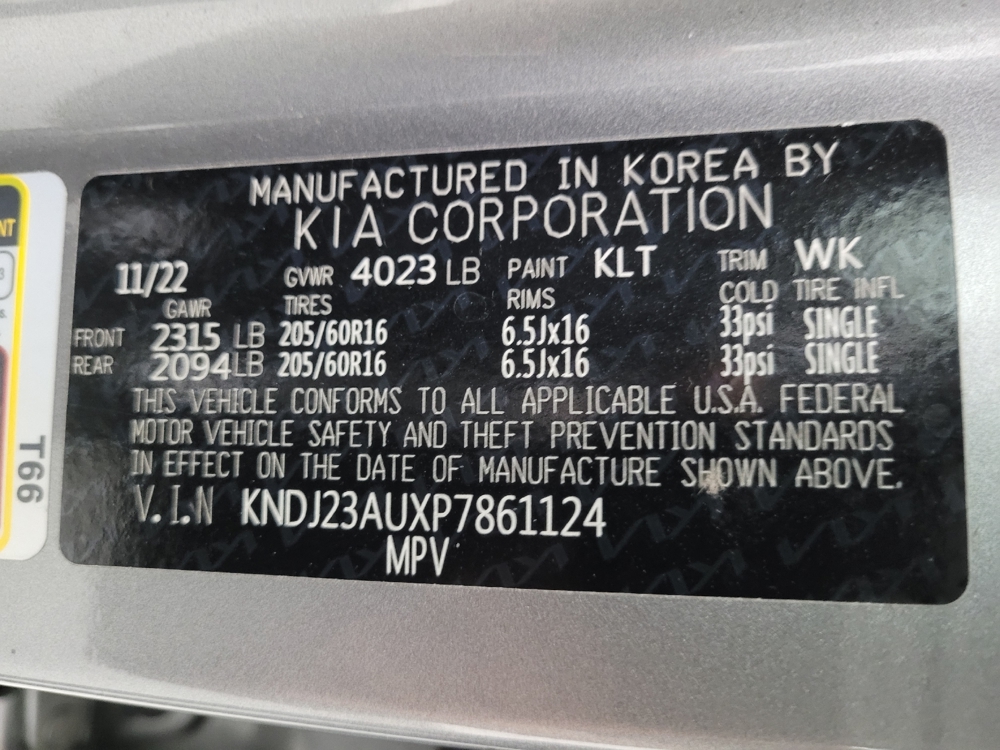 MANUFACTURED IN KOREA BY
KIA CORPORATION
11/22 GVWR 4023 LB PAINT KLT TRIM WK
GAWR TIRES RIMS COLD TIRE INFL
FRONT 2315 LB 205/60R16 6.5Jx16 33psi SINGLE
REAR 2094LB 205/60R16 6.5Jx16 33psi SINGLE
THIS VEHICLE CONFORMS TO ALL APPLICABLE U.S.A. FEDERAL
MOTOR VEHICLE SAFETY AND THEFT PREVENTION STANDARDS
IN EFFECT ON THE DATE OF MANUFACTURE SHOWN ABOVE.
V.I.N KNDJ23AUXP7861124
MPV
T66